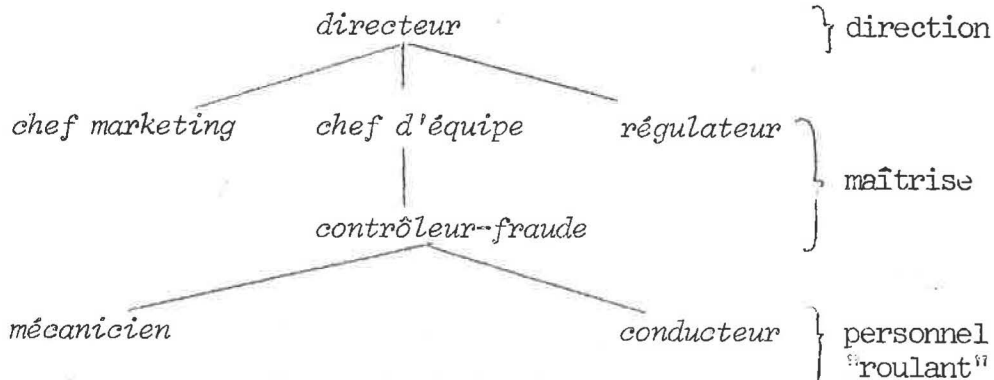 directeur
direction
chef marketing chef d'équipe régulateur
maîtrise
contrôleur-fraude
mécanicien conducteur personnel
"roulant"